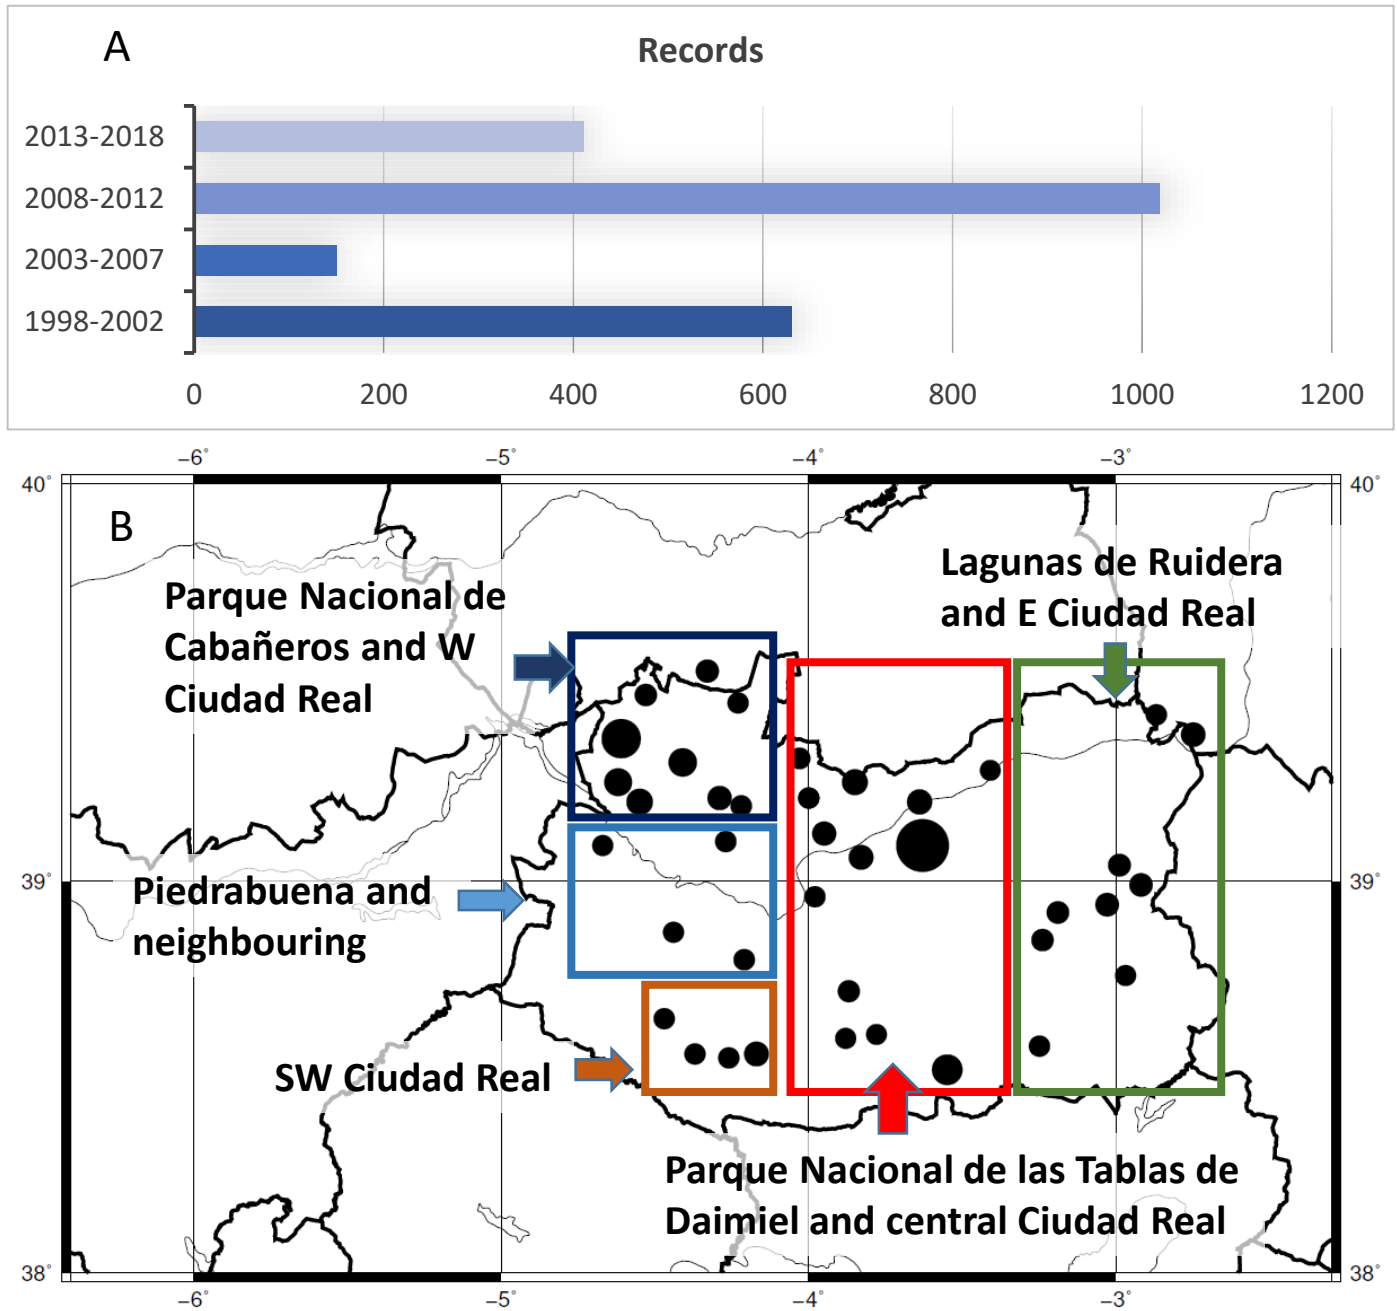 A
Records
2013-2018
2008-2012
2003-2007
1998-2002
0 200 400 600 800 1000 1200
−6° −5° −4° −3°
40° 40°
B
Lagunas de Ruidera
and E Ciudad Real
Parque Nacional de
Cabañeros and W
Ciudad Real
39° 39°
Piedrabuena and
neighbouring
SW Ciudad Real
Parque Nacional de las Tablas de
Daimiel and central Ciudad Real
38° 38°
−6° −5° −4° −3°